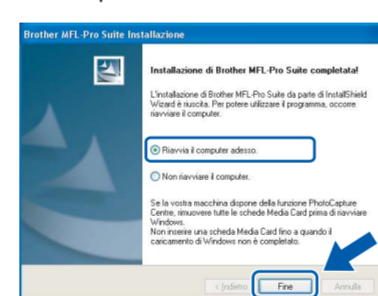 Brother MFL-Pro Suite Installazione
Installazione di Brother MFL-Pro Suite completata!
L'installazione di Brother MFL-Pro Suite da parte di InstallShield
Wizard è riuscita. Per potere utilizzare il programma, occorre
riavviare il computer.
Riavvia il computer adesso.
Non riavviare il computer.
Se la vostra macchina dispone della funzione PhotoCapture
Centre, rimuovere tutte le schede Media Card prima di riavviare
Windows.
Non inserire una scheda Media Card fino a quando il
caricamento di Windows non è completato.
< Indietro Fine Annulla